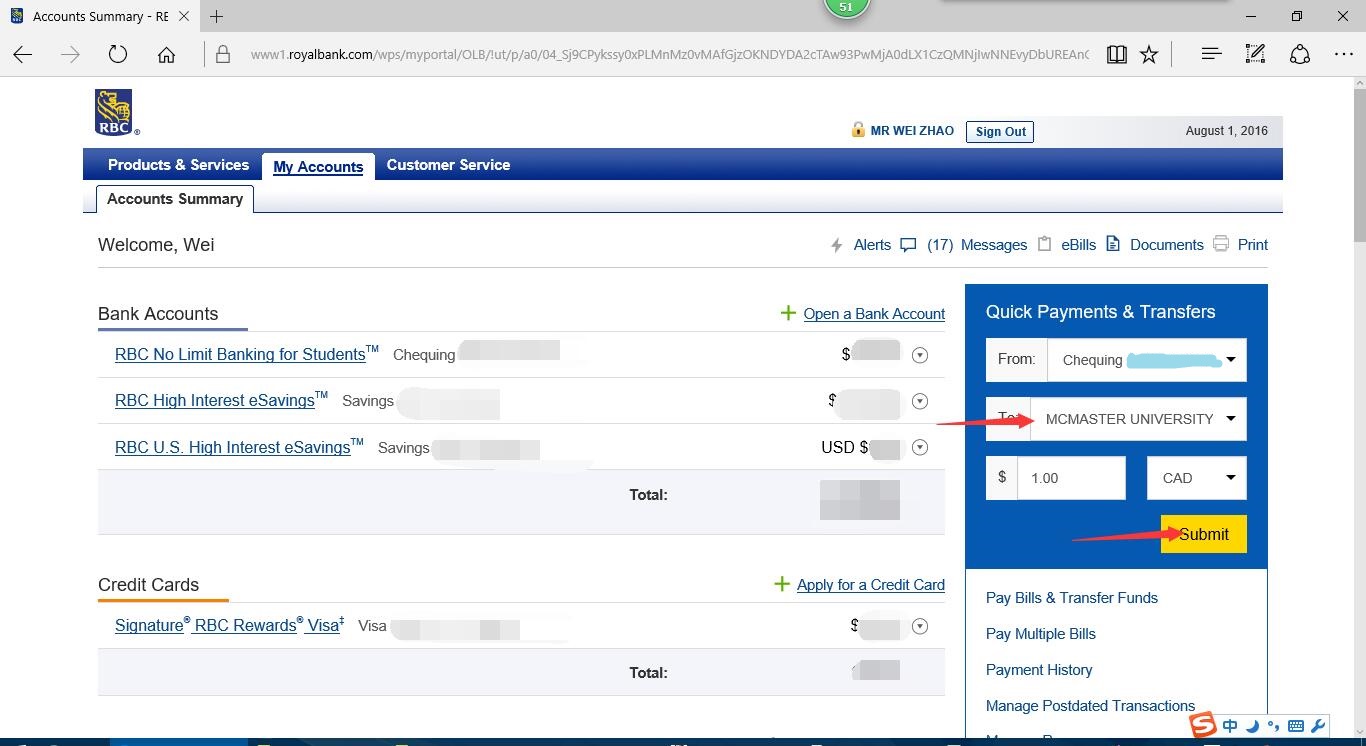 Accounts Summary - RE
51
www1.royalbank.com/wps/myportal/OLB/!ut/p/a0/04_Sj9CPykssy0xPLMnMz0vMAfGjzOKNDYDA2cTAw93PwMjA0dLX1CzQMNjIwNNEvyDbUREAnC
RBC®
MR WEI ZHAO
Sign Out
August 1, 2016
Products & Services
My Accounts
Customer Service
Accounts Summary
Welcome, Wei
Alerts
(17) Messages
eBills
Documents
Print
Bank Accounts
Open a Bank Account
RBC No Limit Banking for Students™ Chequing
$
RBC High Interest eSavings™ Savings
$
RBC U.S. High Interest eSavings™ Savings
USD $
Total:
Credit Cards
Apply for a Credit Card
Signature® RBC Rewards® Visa‡ Visa
$
Total:
Quick Payments & Transfers
From: Chequing
MCMASTER UNIVERSITY
$ 1.00 CAD
Submit
Pay Bills & Transfer Funds
Pay Multiple Bills
Payment History
Manage Postdated Transactions
S 中